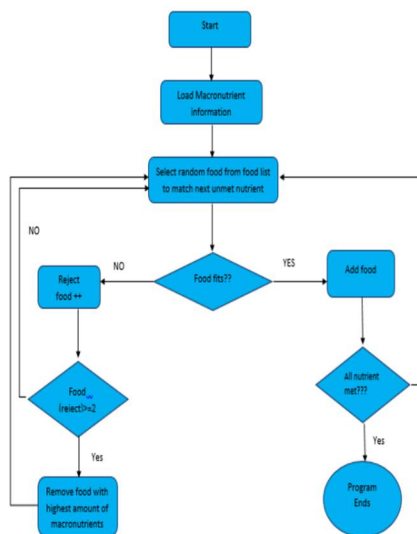 Start
Load Macronutrient
information
Select random food from food list
to match next unmet nutrient
NO
NO
Food fits??
YES
Reject
food ++
Add food
Food
(reject)>=2
All nutrient
met???
Yes
Yes
Remove food with
highest amount of
macronutrients
Program
Ends